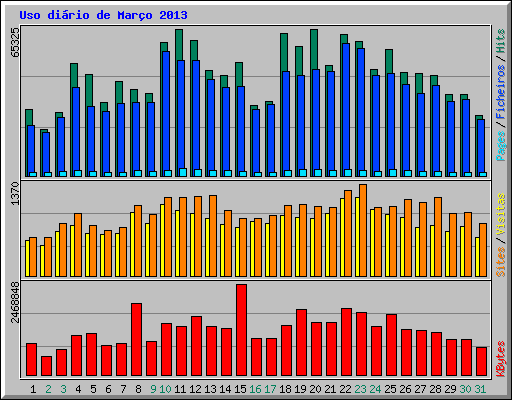 Uso diário de Março 2013
65325
Pages / Ficheiros / Hits
1370
Sites / Visitas
2468848
KBytes
1 2 3 4 5 6 7 8 9 10 11 12 13 14 15 16 17 18 19 20 21 22 23 24 25 26 27 28 29 30 31